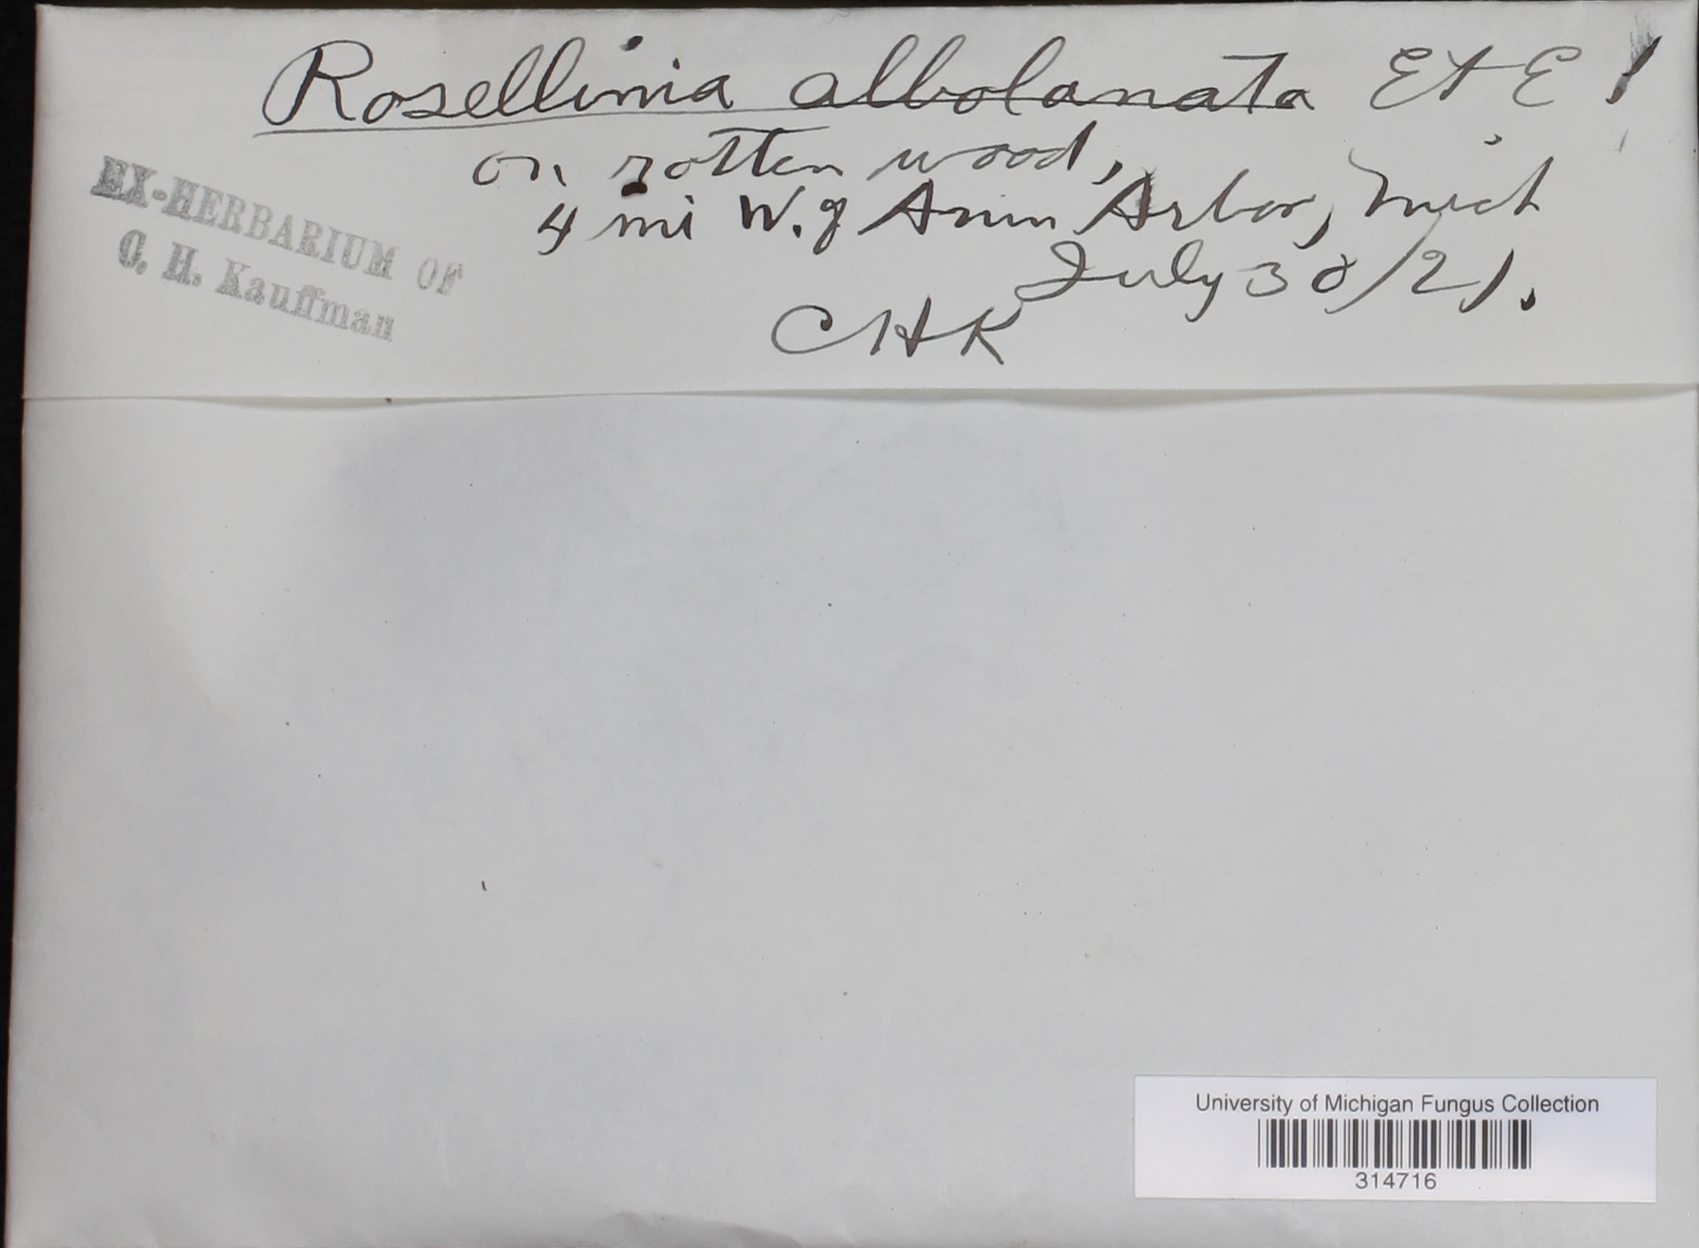 Rosellinia albolanata E & E !
on rotten wood,
4 mi W. of Ann Arbor, Mich
July 30/21.
CHK
EX-HERBARIUM OF
C. H. Kauffman
University of Michigan Fungus Collection
314716